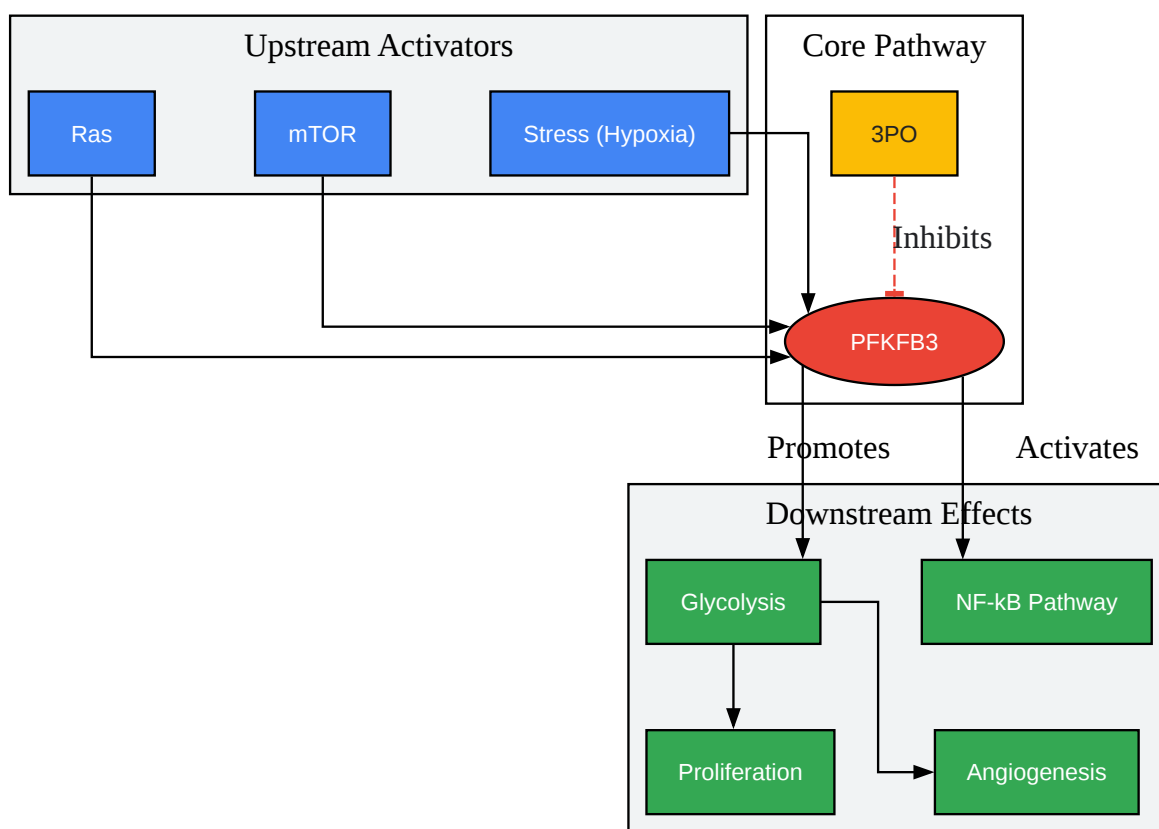 Upstream Activators
Core Pathway
Ras
mTOR
Stress (Hypoxia)
3PO
Inhibits
PFKFB3
Promotes
Activates
Downstream Effects
Glycolysis
NF-kB Pathway
Proliferation
Angiogenesis